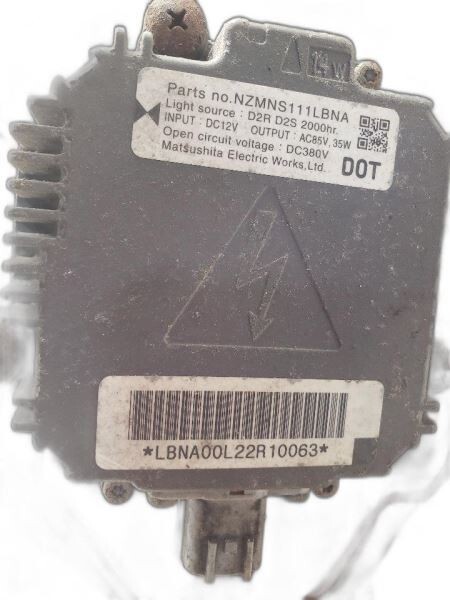 14W
Parts no.NZMNS111LBNA
Light source : D2R D2S 2000hr.
INPUT : DC12V OUTPUT : AC85V, 35W
Open circuit voltage : DC380V
Matsushita Electric Works,Ltd. DOT
*LBNA00L22R10063*